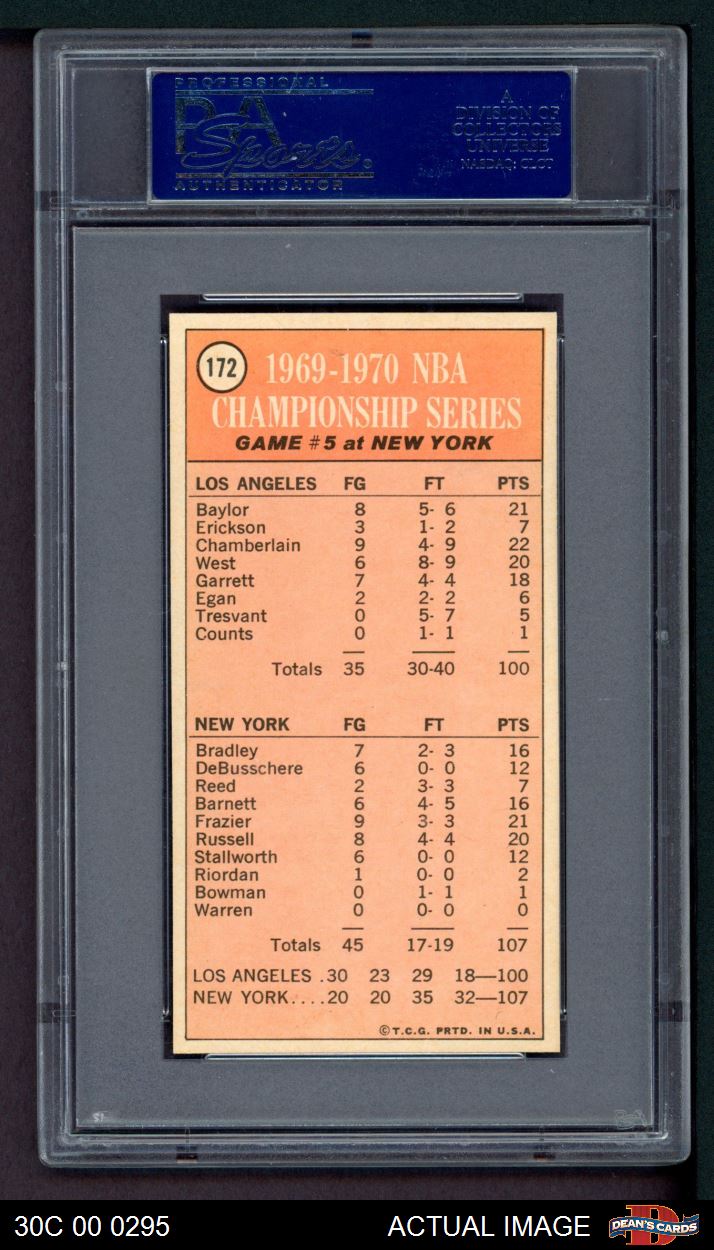 PROFESSIONAL
PSA
Sports
AUTHENTICATOR
A
DIVISION OF
COLLECTORS
UNIVERSE
NASDAQ: CLCT
172
1969-1970 NBA
CHAMPIONSHIP SERIES
GAME #5 at NEW YORK
LOS ANGELES FG FT PTS
Baylor 8 5- 6 21
Erickson 3 1- 2 7
Chamberlain 9 4- 9 22
West 6 8- 9 20
Garrett 7 4- 4 18
Egan 2 2- 2 6
Tresvant 0 5- 7 5
Counts 0 1- 1 1
Totals 35 30-40 100
NEW YORK FG FT PTS
Bradley 7 2- 3 16
DeBusschere 6 0- 0 12
Reed 2 3- 3 7
Barnett 6 4- 5 16
Frazier 9 3- 3 21
Russell 8 4- 4 20
Stallworth 6 0- 0 12
Riordan 1 0- 0 2
Bowman 0 1- 1 1
Warren 0 0- 0 0
Totals 45 17-19 107
LOS ANGELES .30 23 29 18—100
NEW YORK....20 20 35 32—107
©T.C.G. PRTD. IN U.S.A.
30C 00 0295
ACTUAL IMAGE
DEAN'S CARDS